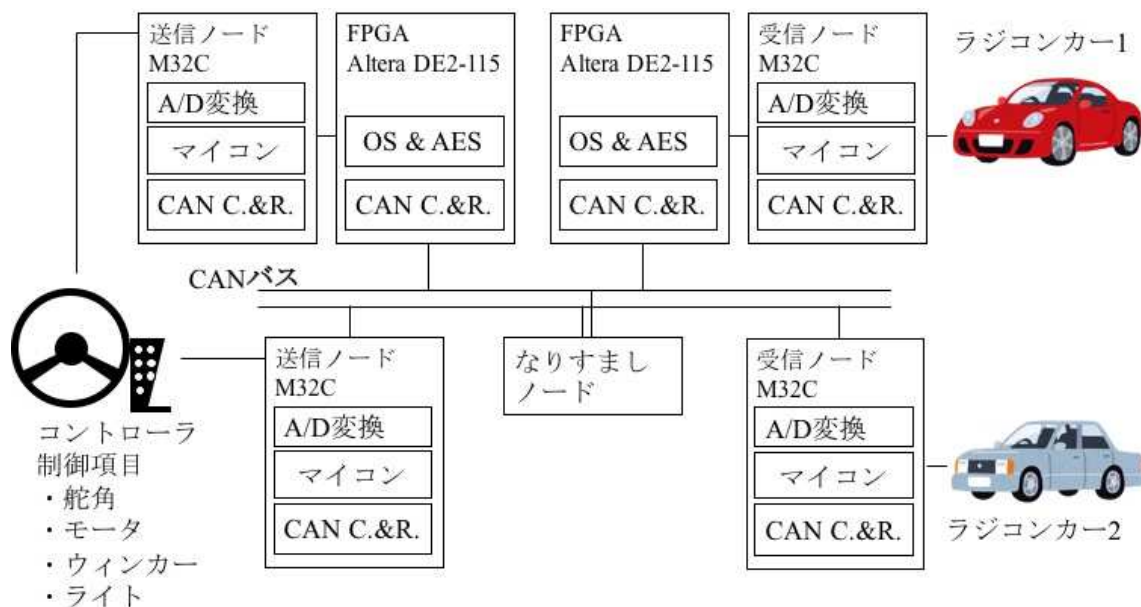 送信ノード
M32C
A/D変換
マイコン
CAN C.&R.
FPGA
Altera DE2-115
OS & AES
CAN C.&R.
FPGA
Altera DE2-115
OS & AES
CAN C.&R.
受信ノード
M32C
A/D変換
マイコン
CAN C.&R.
ラジコンカー1
CANバス
コントローラ
制御項目
・舵角
・モータ
・ウィンカー
・ライト
送信ノード
M32C
A/D変換
マイコン
CAN C.&R.
なりすまし
ノード
受信ノード
M32C
A/D変換
マイコン
CAN C.&R.
ラジコンカー2